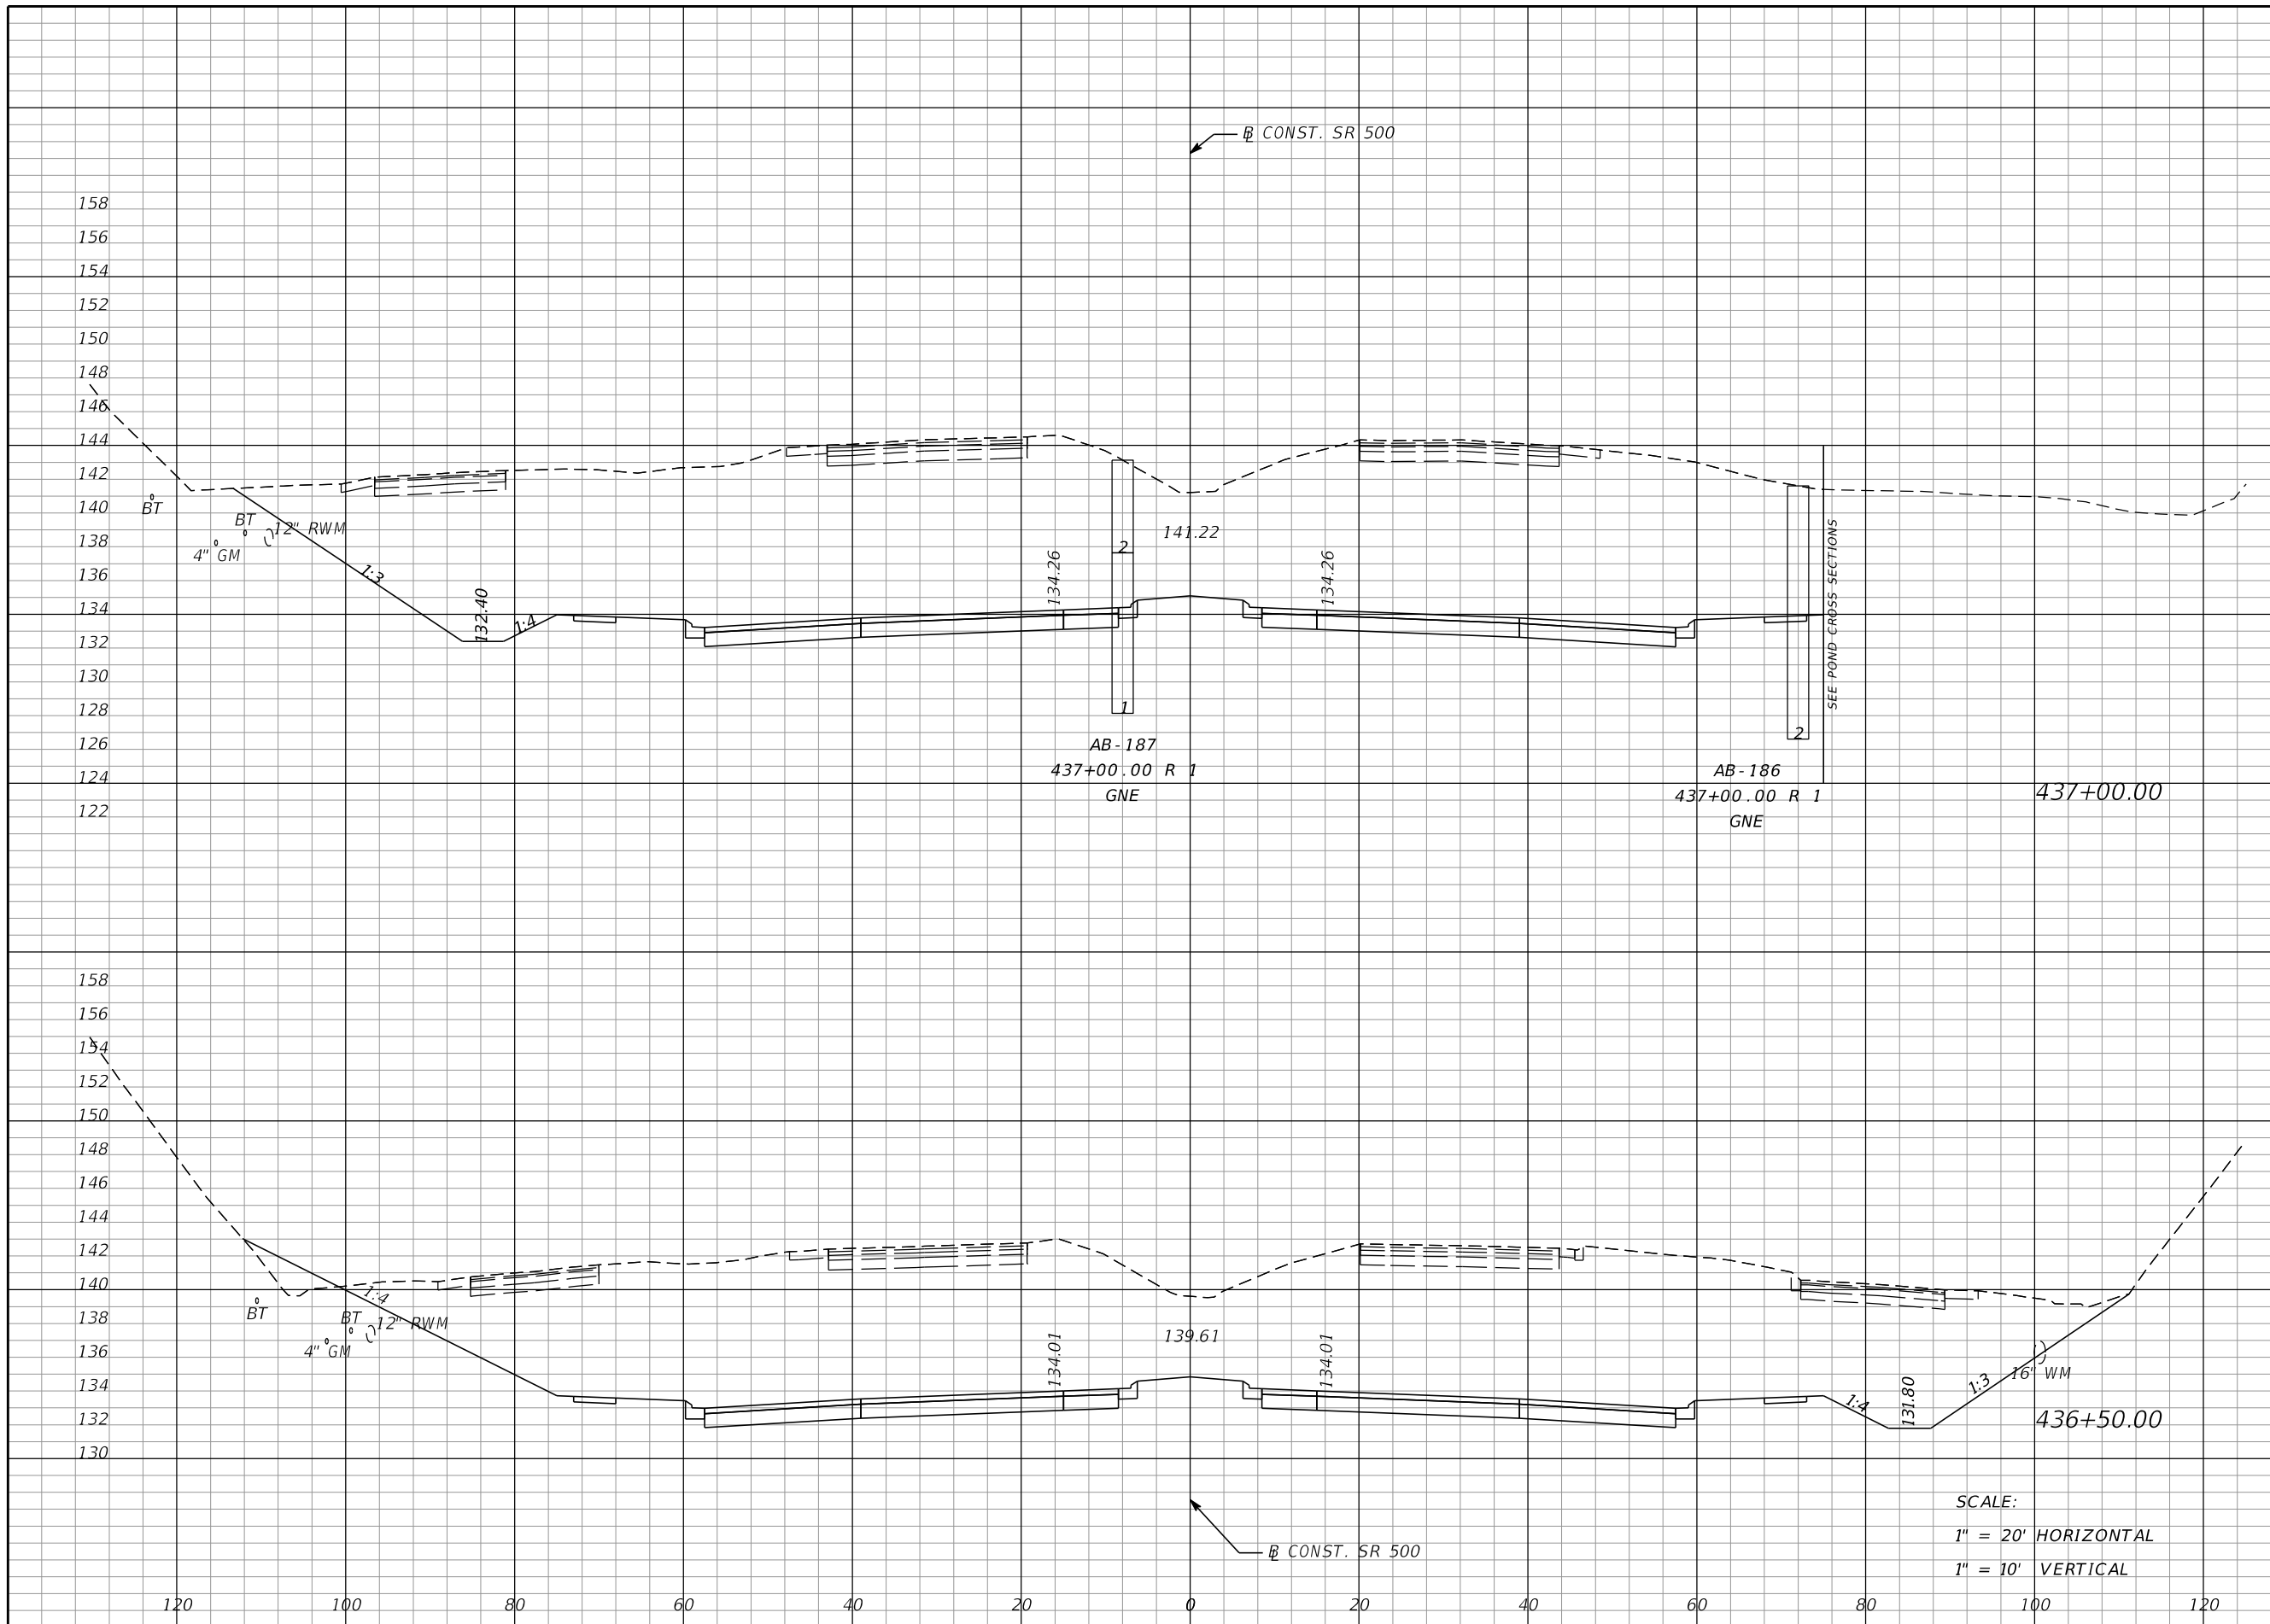 ℄ CONST. SR 500
158
156
154
152
150
148
146
144
142
140
138
136
134
132
130
128
126
124
122
BT
BT
12" RWM
4" GM
1:3
132.40
1:4
134.26
2
141.22
134.26
1
AB-187
437+00.00 R 1
GNE
SEE POND CROSS SECTIONS
2
AB-186
437+00.00 R 1
GNE
437+00.00
158
156
154
152
150
148
146
144
142
140
138
136
134
132
130
BT
1:4
BT
12" RWM
4" GM
134.01
139.61
134.01
1:4
131.80
1:3
16" WM
436+50.00
℄ CONST. SR 500
SCALE:
1" = 20' HORIZONTAL
1" = 10' VERTICAL
120 100 80 60 40 20 0 20 40 60 80 100 120